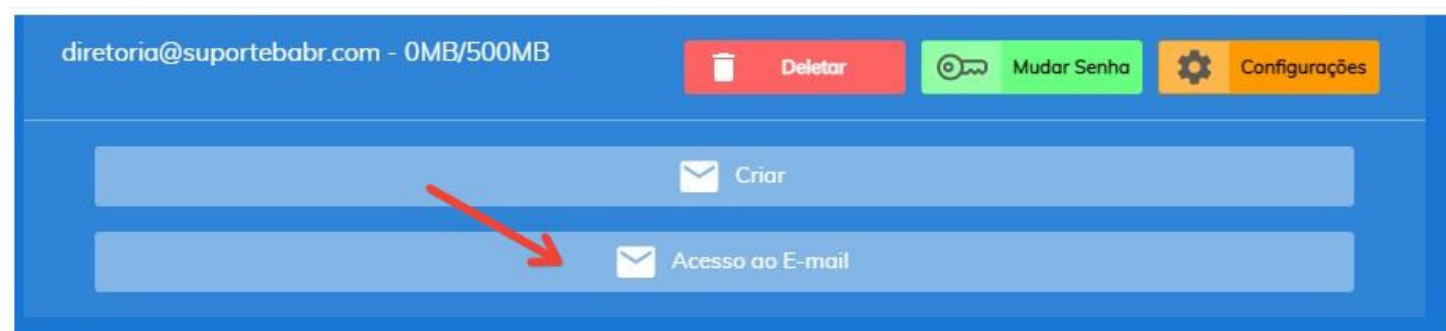 diretoria@suportebabr.com - 0MB/500MB
Deletar
Mudar Senha
Configurações
Criar
Acesso ao E-mail